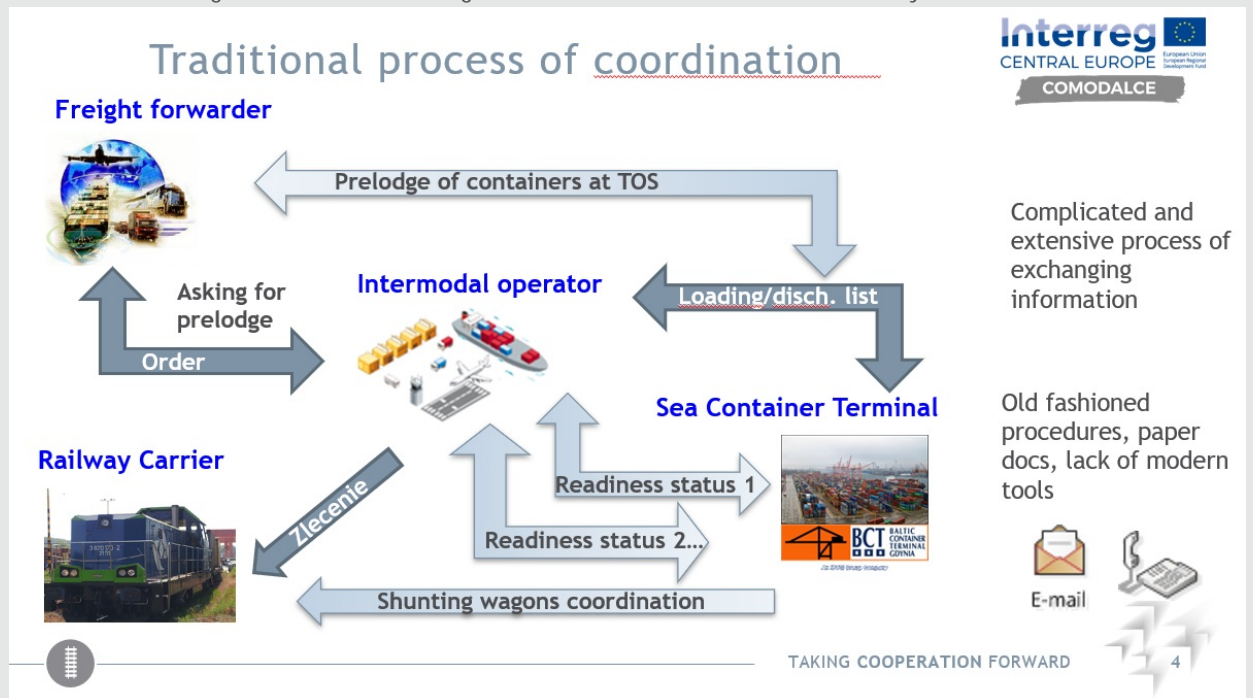 Traditional process of coordination
Interreg
CENTRAL EUROPE
European Union
European Regional
Development Fund
COMODALCE
Freight forwarder
Prelodge of containers at TOS
Complicated and
extensive process of
exchanging
information
Asking for
prelodge
Order
Intermodal operator
Loading/disch. list
Sea Container Terminal
Old fashioned
procedures, paper
docs, lack of modern
tools
Railway Carrier
Zlecenie
Readiness status 1
Readiness status 2...
BCT
BALTIC
CONTAINER
TERMINAL
GDYNIA
Shunting wagons coordination
E-mail
TAKING COOPERATION FORWARD
4